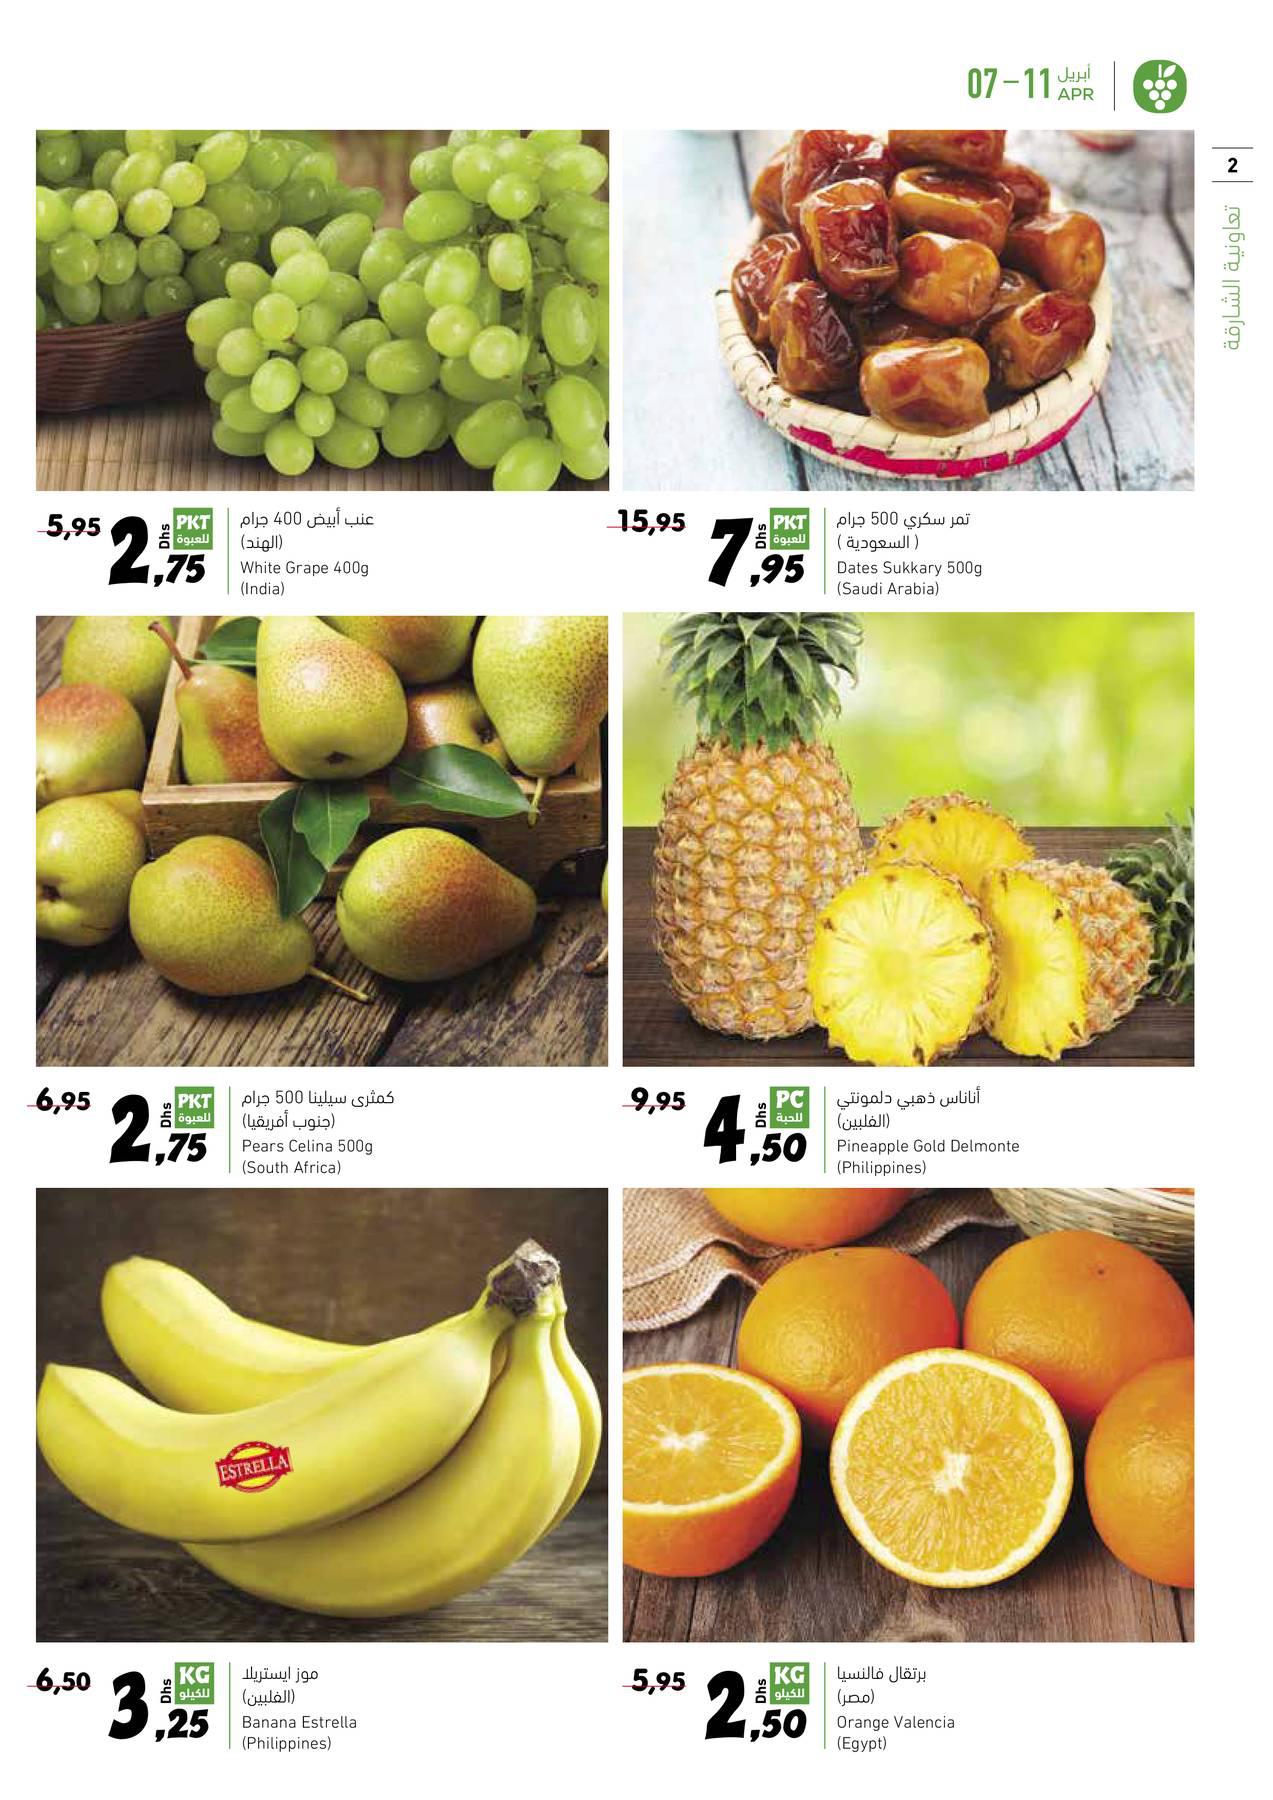 07 – 11 أبريل
APR
2
تعاونية الشارقة
5,95
2,75 Dhs
PKT
للعبوة
عنب أبيض 400 جرام
(الهند)
White Grape 400g
(India)
15,95
7,95 Dhs
PKT
للعبوة
تمر سكري 500 جرام
( السعودية )
Dates Sukkary 500g
(Saudi Arabia)
6,95
2,75 Dhs
PKT
للعبوة
كمثرى سيلينا 500 جرام
(جنوب أفريقيا)
Pears Celina 500g
(South Africa)
9,95
4,50 Dhs
PC
للحبة
أناناس ذهبي دلمونتي
(الفلبين)
Pineapple Gold Delmonte
(Philippines)
ESTRELLA
6,50
3,25 Dhs
KG
للكيلو
موز ايستريلا
(الفلبين)
Banana Estrella
(Philippines)
5,95
2,50 Dhs
KG
للكيلو
برتقال فالنسيا
(مصر)
Orange Valencia
(Egypt)